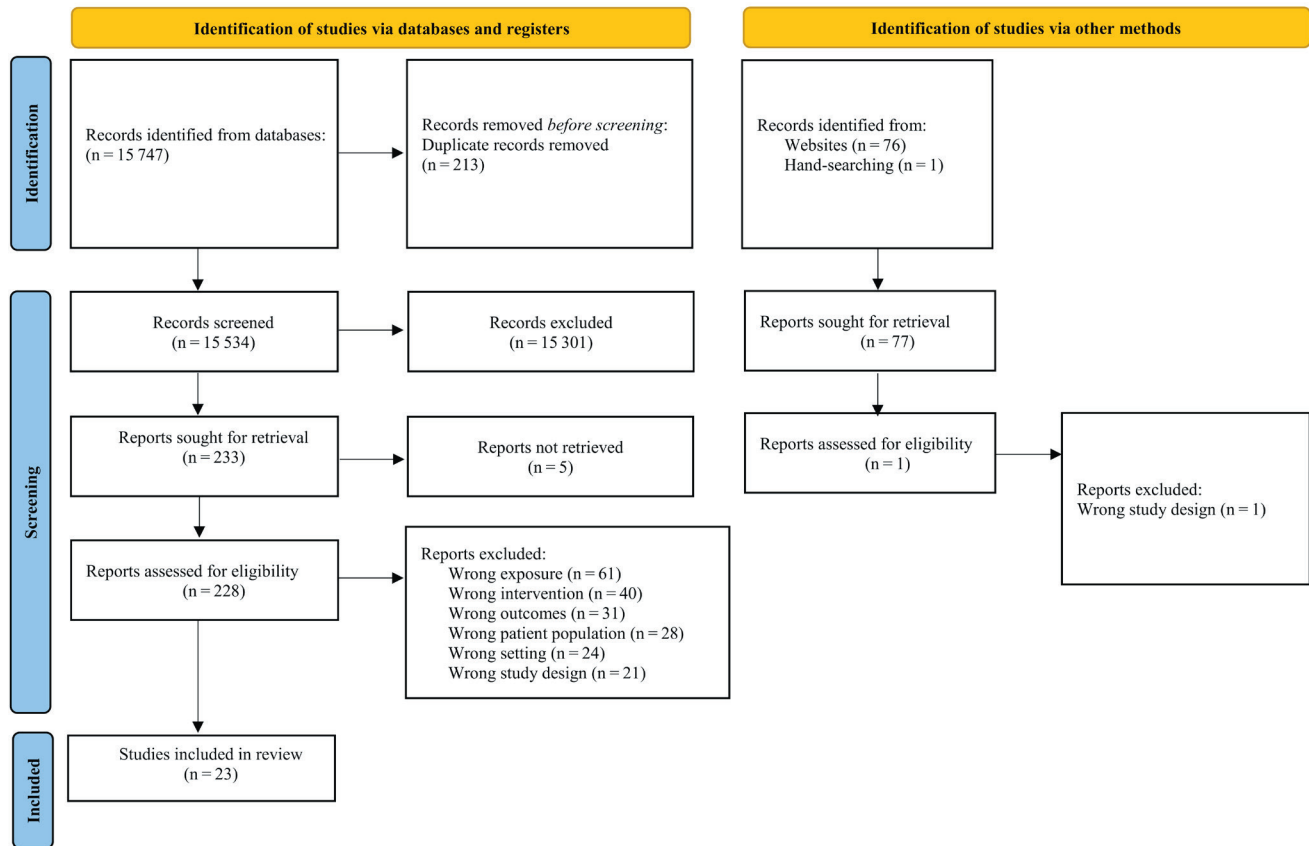 Identification of studies via databases and registers
Identification of studies via other methods
Identification
Records identified from databases:
(n = 15 747)
Records removed before screening:
Duplicate records removed
(n = 213)
Records identified from:
Websites (n = 76)
Hand-searching (n = 1)
Screening
Records screened
(n = 15 534)
Records excluded
(n = 15 301)
Reports sought for retrieval
(n = 77)
Reports sought for retrieval
(n = 233)
Reports not retrieved
(n = 5)
Reports assessed for eligibility
(n = 1)
Reports excluded:
Wrong study design (n = 1)
Reports assessed for eligibility
(n = 228)
Reports excluded:
Wrong exposure (n = 61)
Wrong intervention (n = 40)
Wrong outcomes (n = 31)
Wrong patient population (n = 28)
Wrong setting (n = 24)
Wrong study design (n = 21)
Included
Studies included in review
(n = 23)